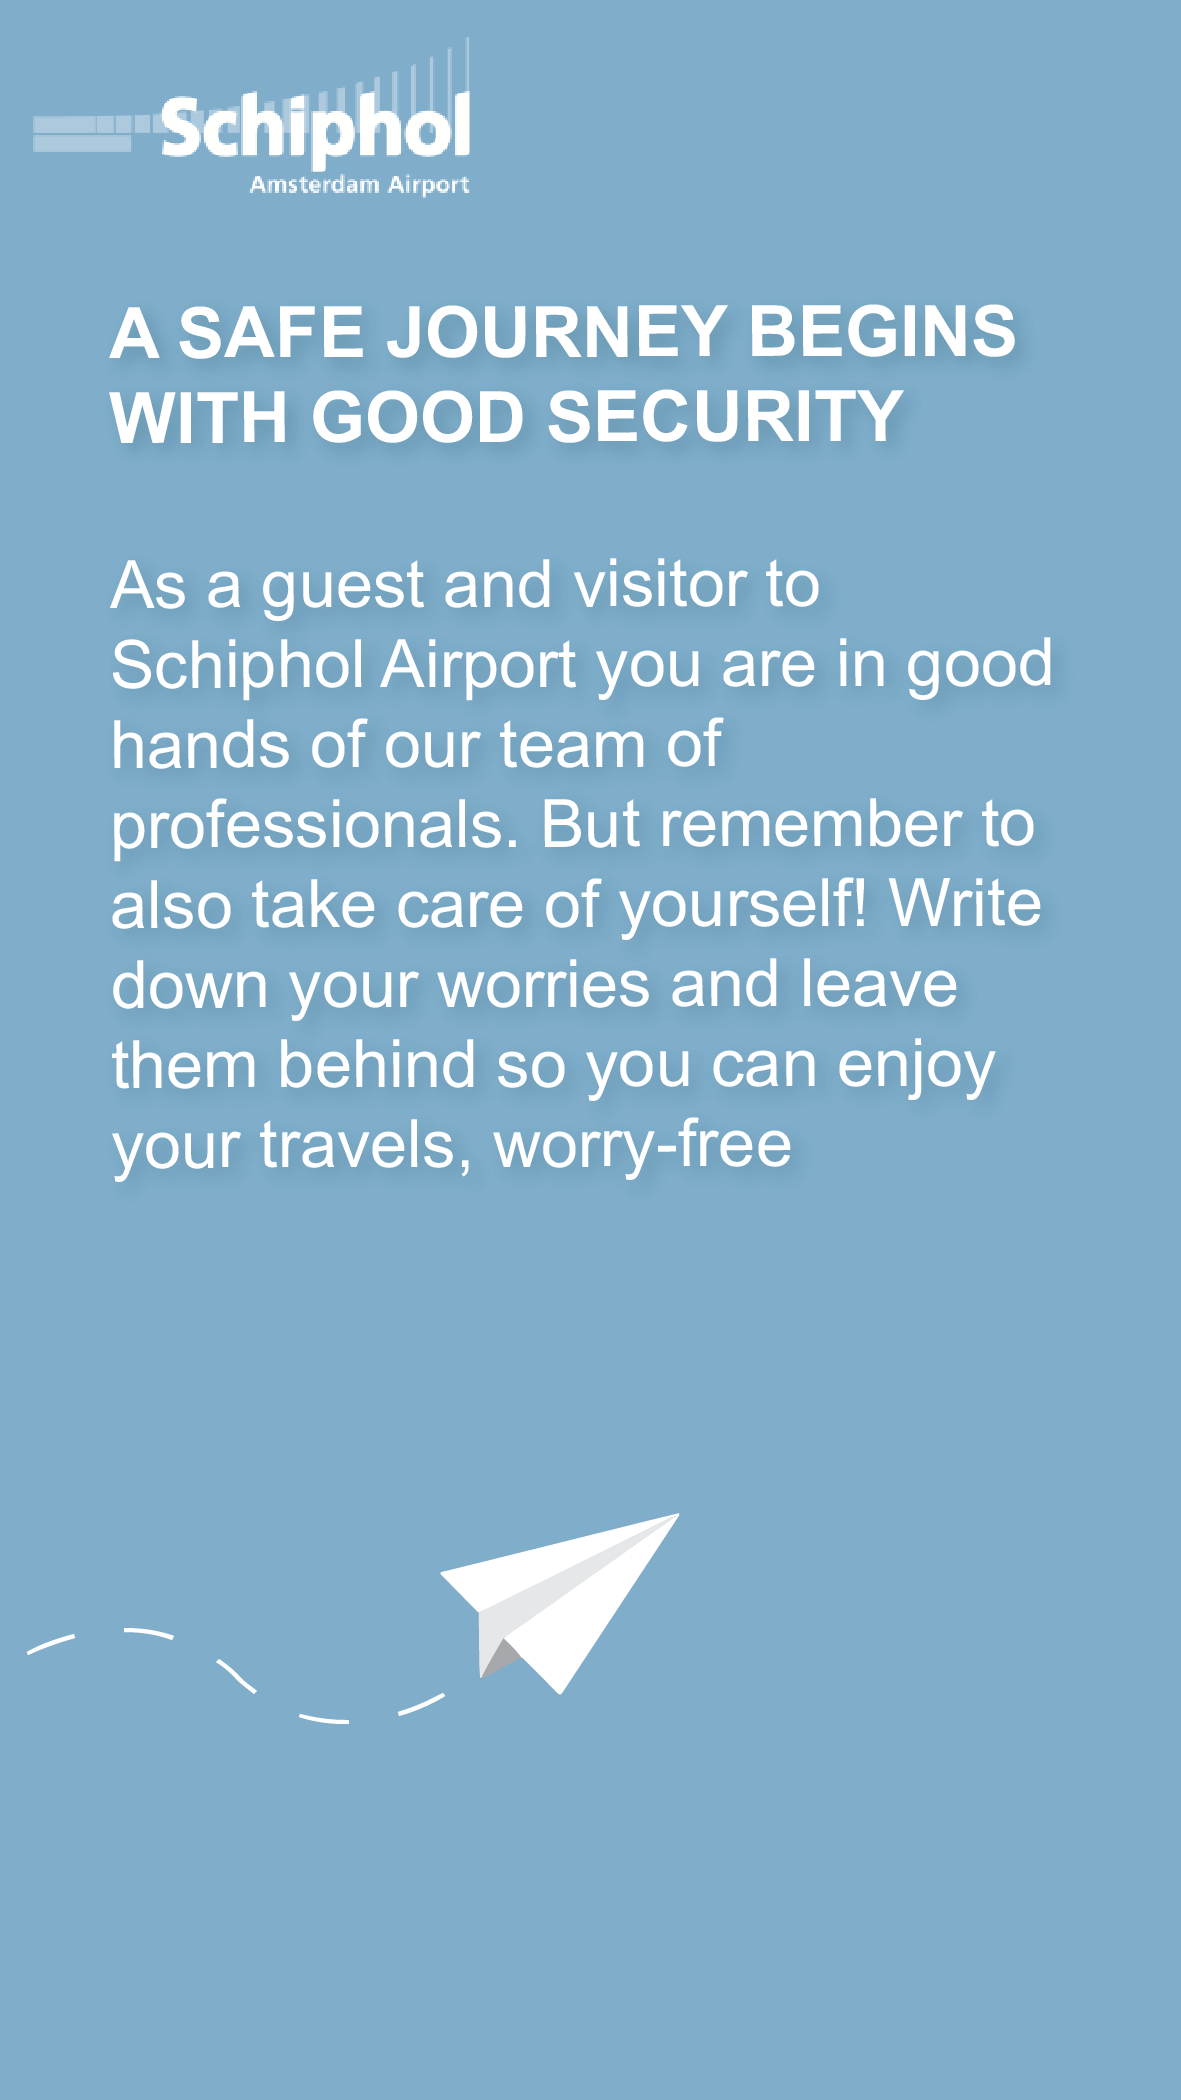 Schiphol
Amsterdam Airport
A SAFE JOURNEY BEGINS
WITH GOOD SECURITY
As a guest and visitor to
Schiphol Airport you are in good
hands of our team of
professionals. But remember to
also take care of yourself! Write
down your worries and leave
them behind so you can enjoy
your travels, worry-free